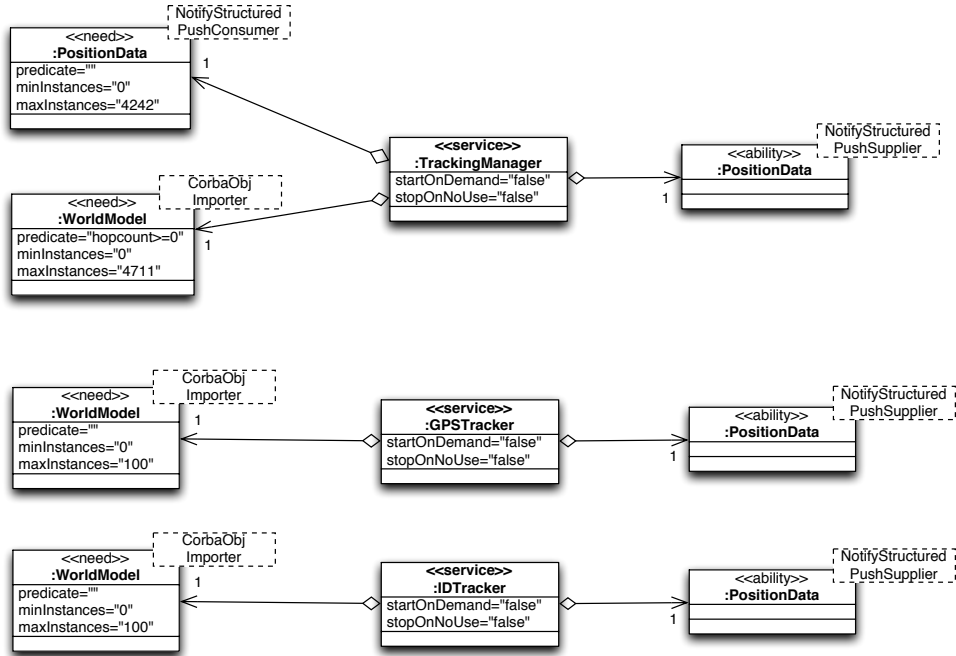 NotifyStructured
PushConsumer
<<need>>
:PositionData
predicate=""
minInstances="0"
maxInstances="4242"
1
<<service>>
:TrackingManager
startOnDemand="false"
stopOnNoUse="false"
NotifyStructured
PushSupplier
<<ability>>
:PositionData
1
CorbaObj
Importer
<<need>>
:WorldModel
predicate="hopcount>=0"
minInstances="0"
maxInstances="4711"
1
CorbaObj
Importer
<<need>>
:WorldModel
predicate=""
minInstances="0"
maxInstances="100"
1
<<service>>
:GPSTracker
startOnDemand="false"
stopOnNoUse="false"
NotifyStructured
PushSupplier
<<ability>>
:PositionData
1
CorbaObj
Importer
<<need>>
:WorldModel
predicate=""
minInstances="0"
maxInstances="100"
1
<<service>>
:IDTracker
startOnDemand="false"
stopOnNoUse="false"
NotifyStructured
PushSupplier
<<ability>>
:PositionData
1